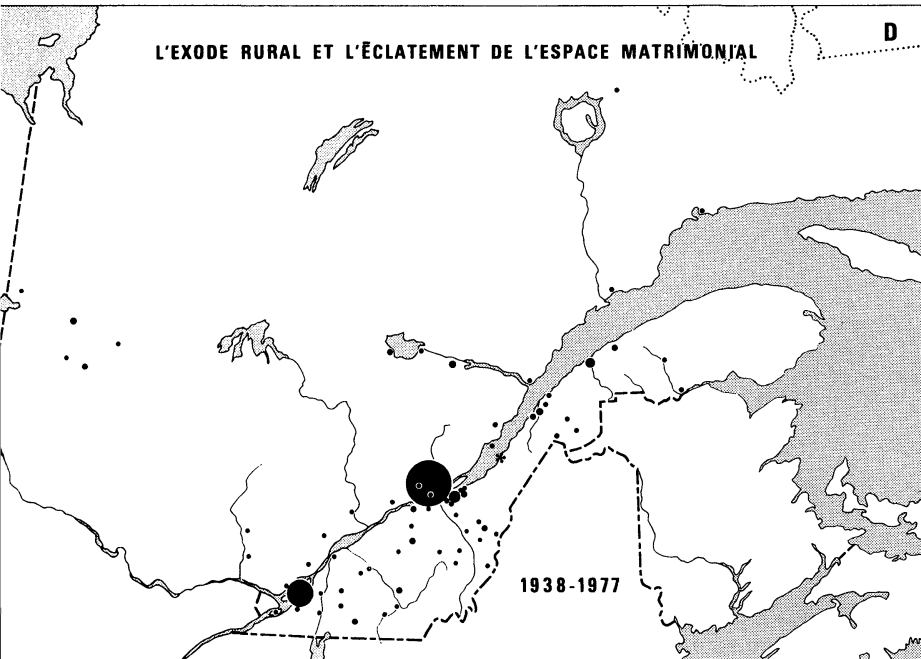 D
L'EXODE RURAL ET L'ÉCLATEMENT DE L'ESPACE MATRIMONIAL
1938-1977